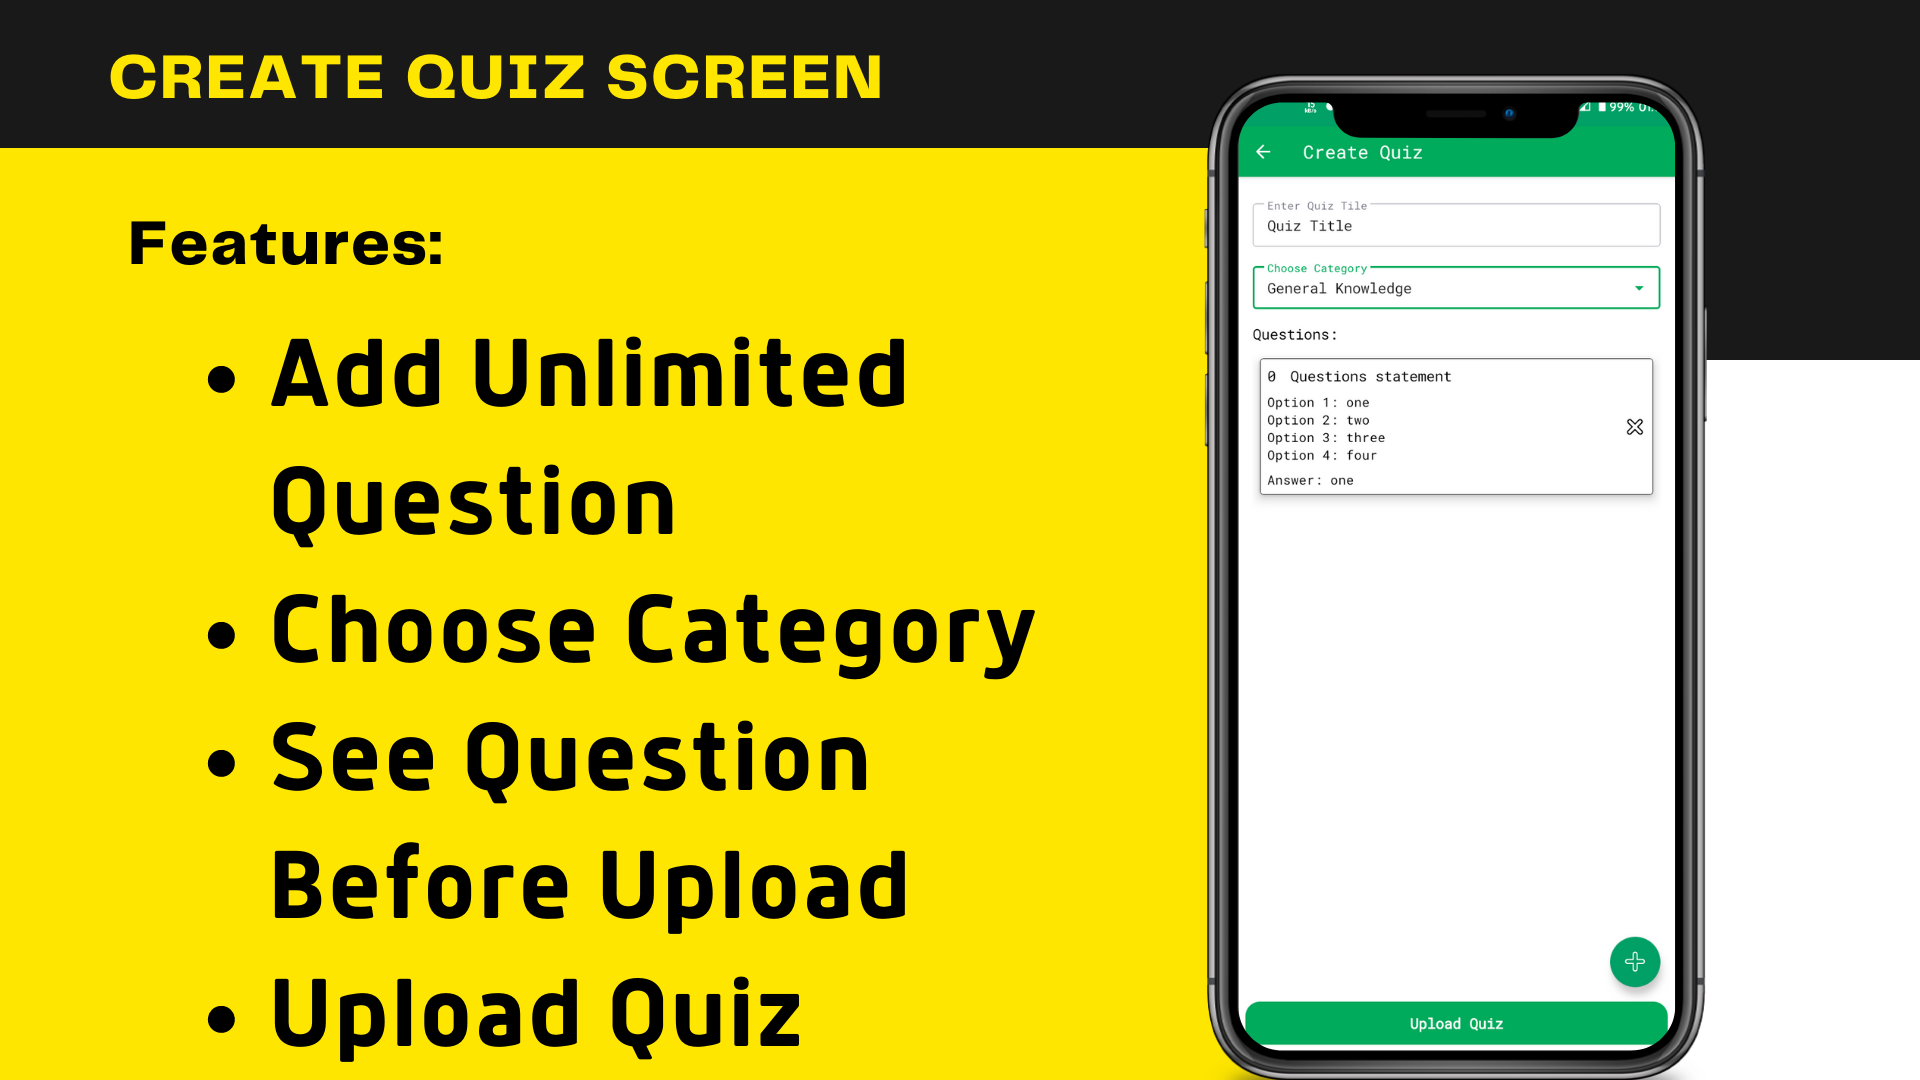 CREATE QUIZ SCREEN
Features:
• Add Unlimited
Question
• Choose Category
• See Question
Before Upload
• Upload Quiz
99%
Create Quiz
Enter Quiz Tile
Quiz Title
Choose Category
General Knowledge
Questions:
0 Questions statement
Option 1: one
Option 2: two
Option 3: three
Option 4: four
Answer: one
Upload Quiz